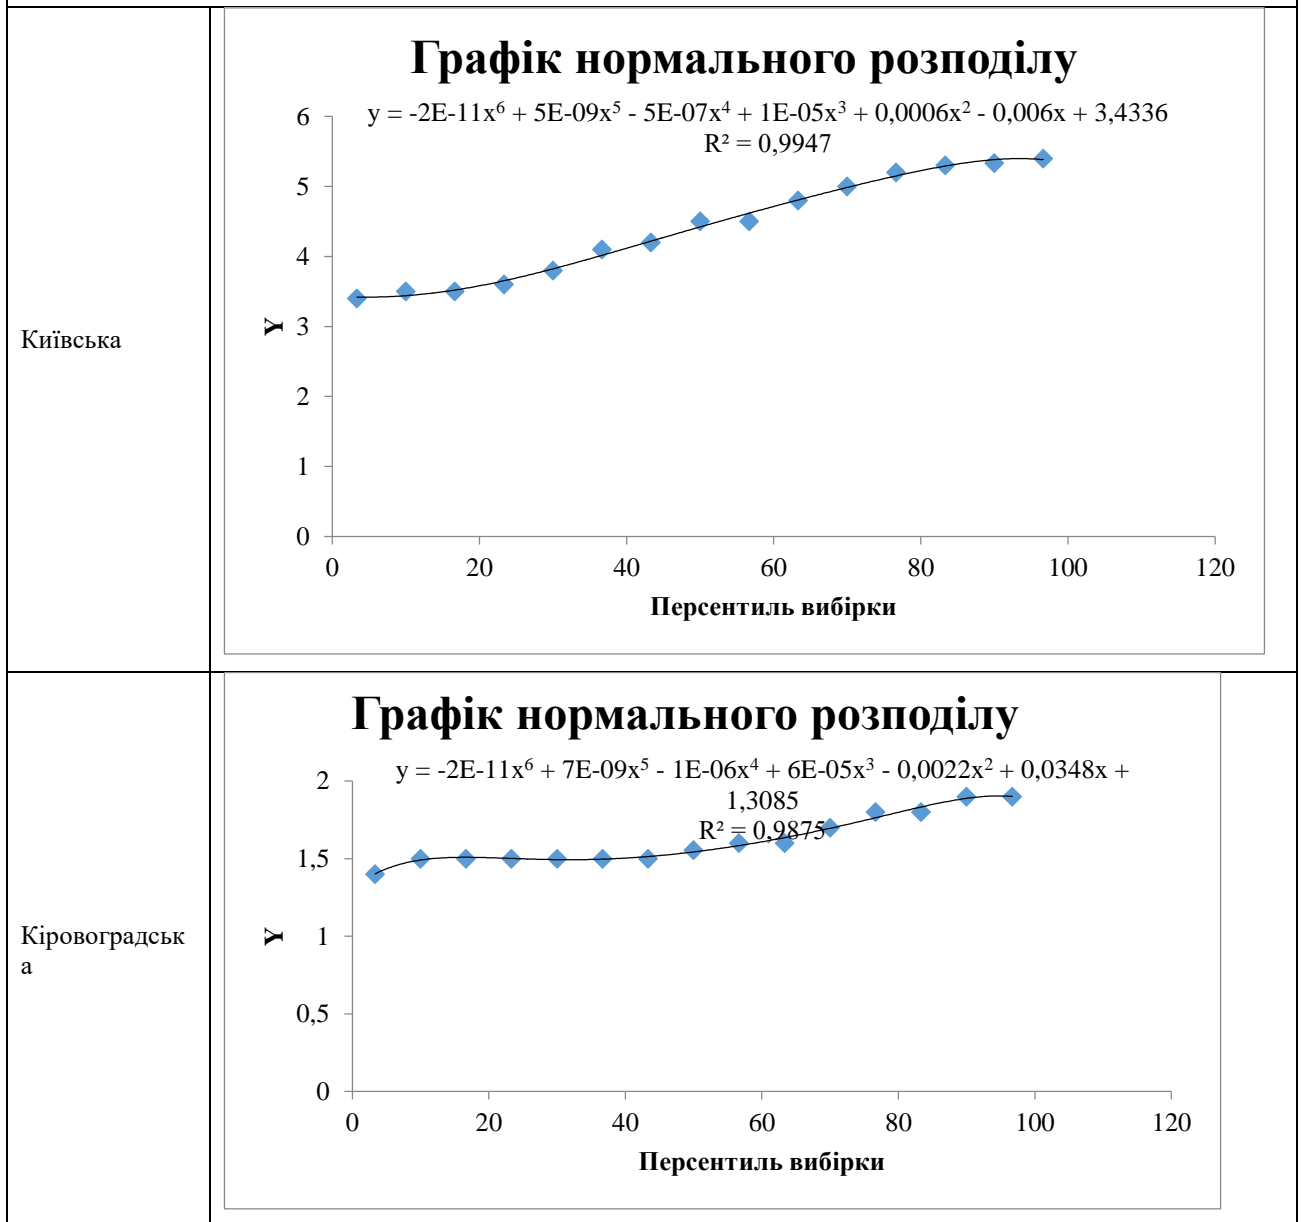 Київська
Графік нормального розподілу
y = -2E-11x⁶ + 5E-09x⁵ - 5E-07x⁴ + 1E-05x³ + 0,0006x² - 0,006x + 3,4336
R² = 0,9947
6
5
4
3
2
1
0
Y
0 20 40 60 80 100 120
Персентиль вибірки
Кіровоградськ
а
Графік нормального розподілу
y = -2E-11x⁶ + 7E-09x⁵ - 1E-06x⁴ + 6E-05x³ - 0,0022x² + 0,0348x +
1,3085
R² = 0,9875
2
1,5
1
0,5
0
Y
0 20 40 60 80 100 120
Персентиль вибірки